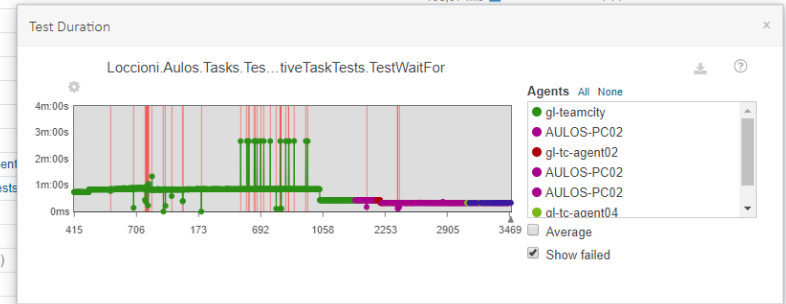 Test Duration
×
Loccioni.Aulos.Tasks.Tes...tiveTaskTests.TestWaitFor
Agents All None
4m:00s
3m:00s
2m:00s
1m:00s
0ms
415 706 173 692 1058 2253 2905 3469
gl-teamcity
AULOS-PC02
gl-tc-agent02
AULOS-PC02
AULOS-PC02
gl-tc-agent04
Average
Show failed
ent
ests
)